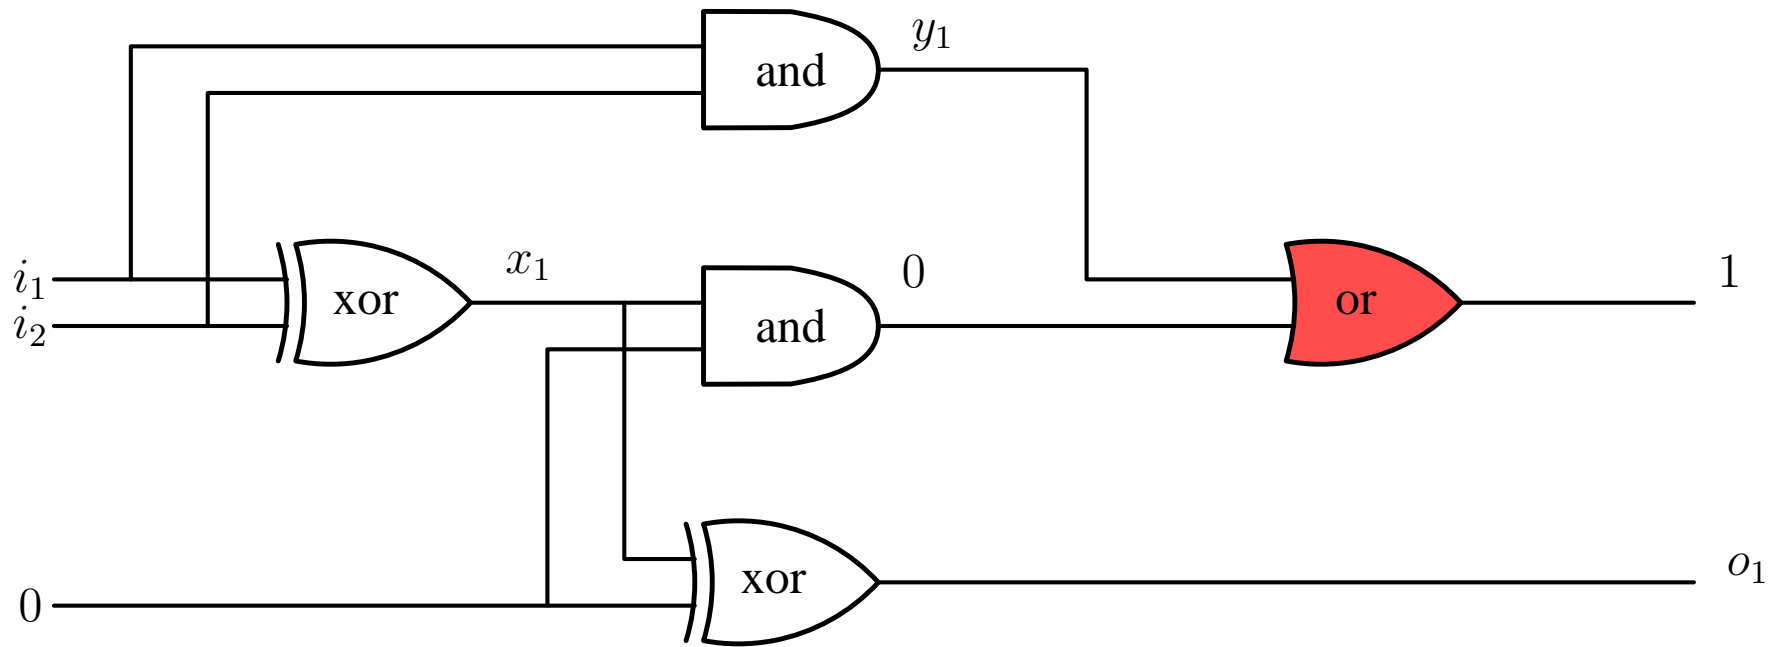 y₁
and
i₁
xor
x₁
and
0
or
1
i₂
xor
o₁
0